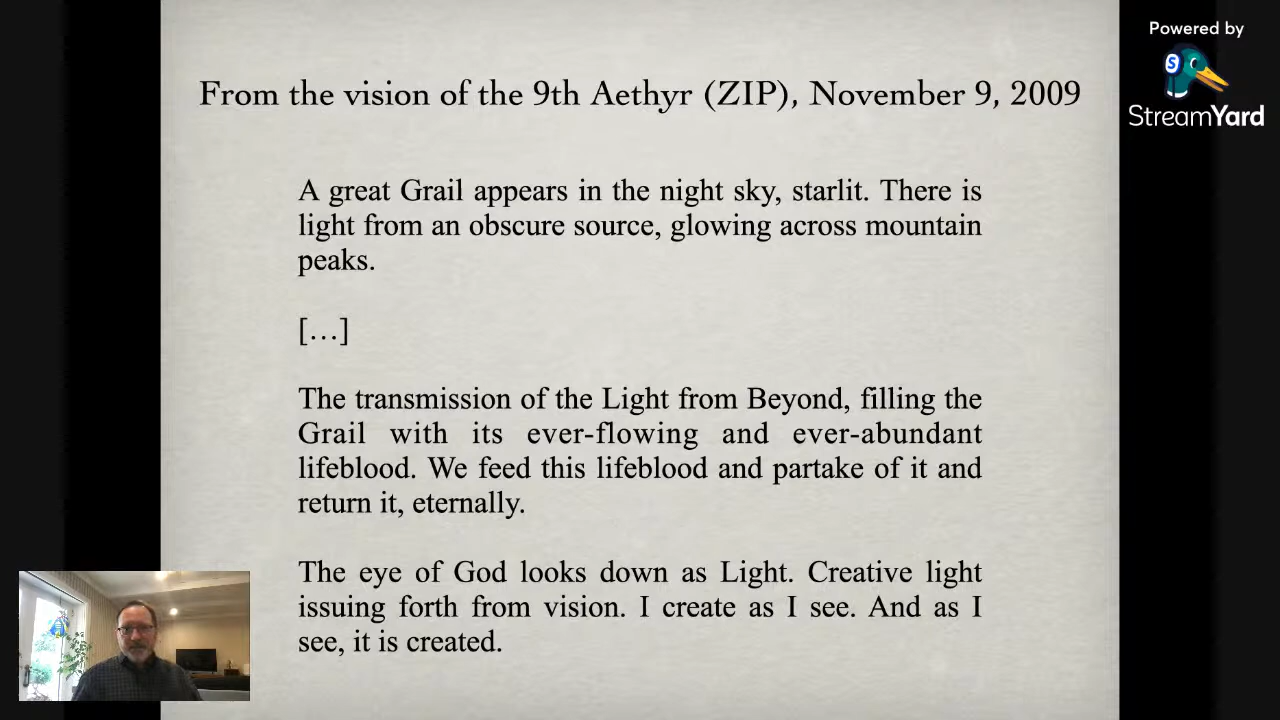 From the vision of the 9th Aethyr (ZIP), November 9, 2009
A great Grail appears in the night sky, starlit. There is
light from an obscure source, glowing across mountain
peaks.
[…]
The transmission of the Light from Beyond, filling the
Grail with its ever-flowing and ever-abundant
lifeblood. We feed this lifeblood and partake of it and
return it, eternally.
The eye of God looks down as Light. Creative light
issuing forth from vision. I create as I see. And as I
see, it is created.
Powered by
S
StreamYard